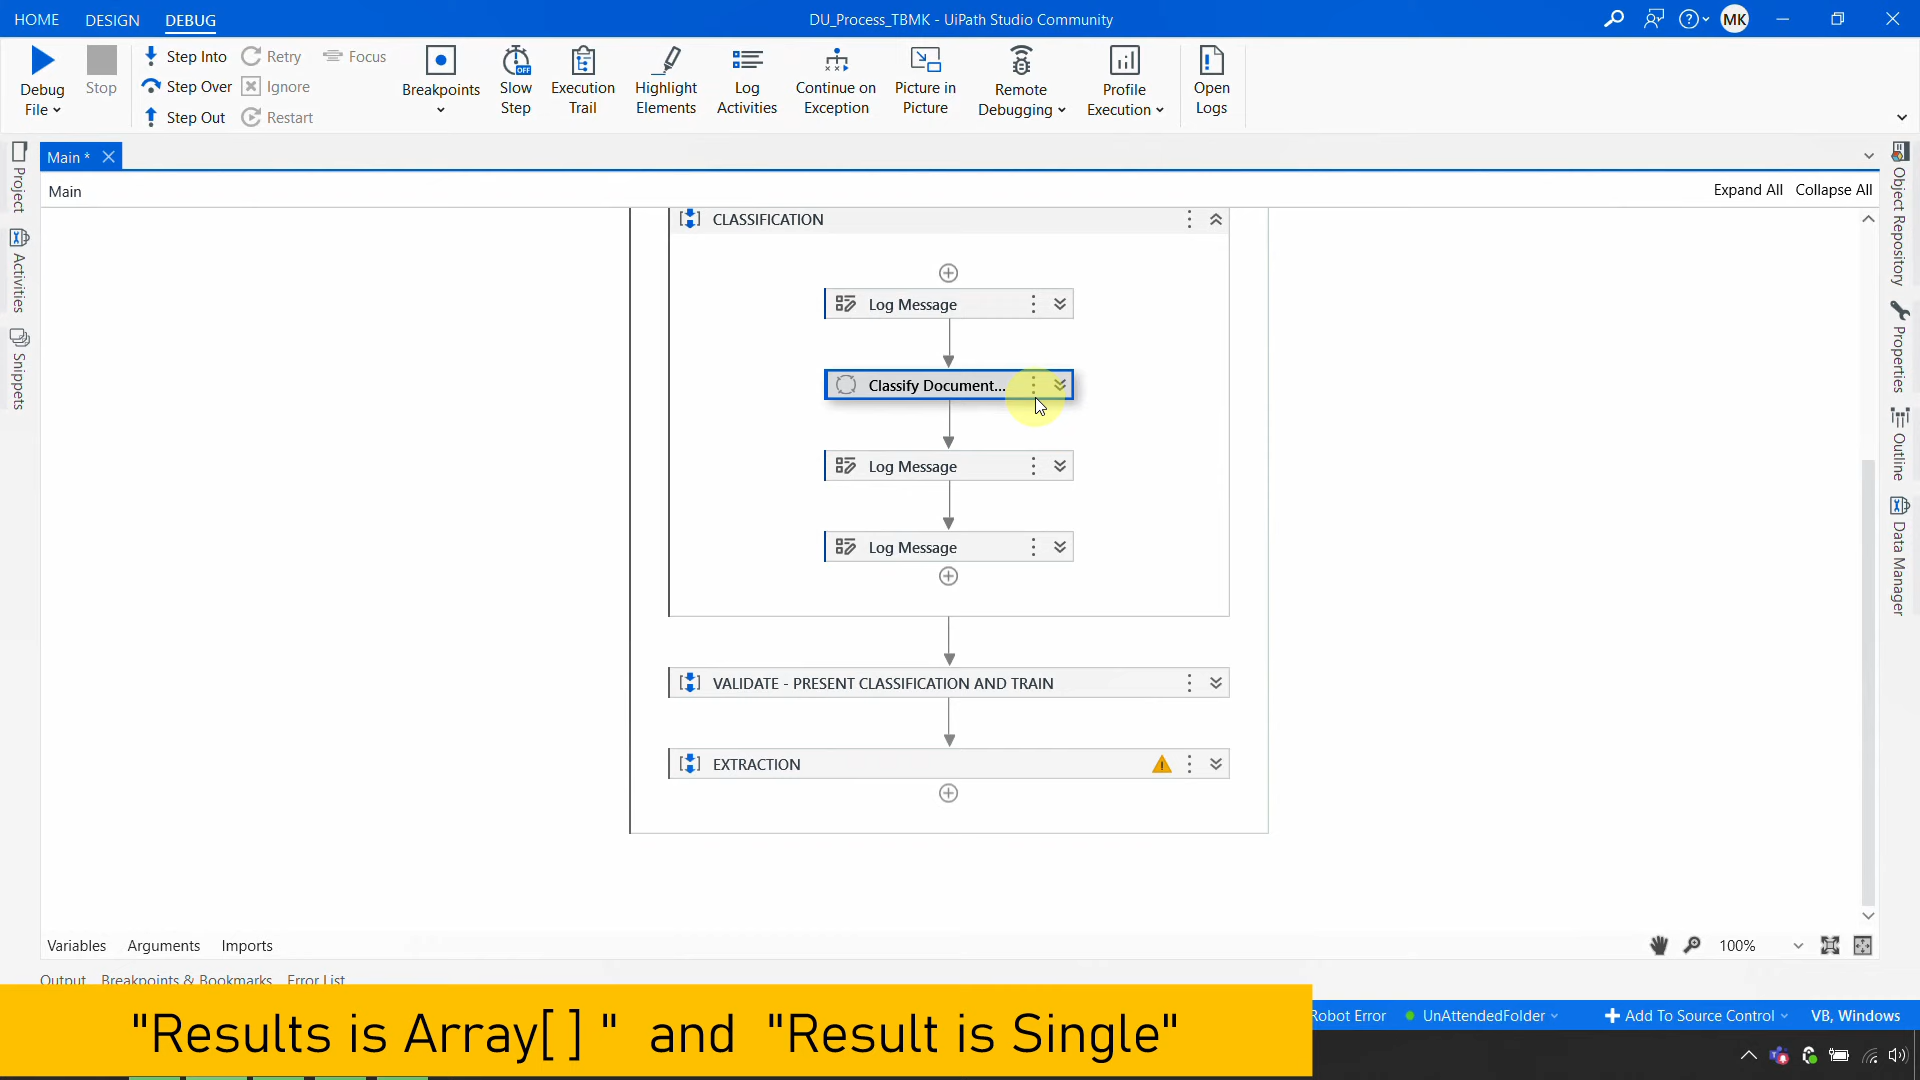 HOME DESIGN DEBUG
DU_Process_TBMK - UiPath Studio Community
MK
Debug File
Stop
Step Into
Step Over
Step Out
Retry
Ignore
Restart
Focus
Breakpoints
Slow Step
OFF
Execution Trail
Highlight Elements
Log Activities
Continue on Exception
Picture in Picture
Remote Debugging
Profile Execution
Open Logs
Main *
Main
Expand All Collapse All
Project
Activities
Snippets
Object Repository
Properties
Outline
Data Manager
CLASSIFICATION
Log Message
Classify Document...
Log Message
Log Message
VALIDATE - PRESENT CLASSIFICATION AND TRAIN
EXTRACTION
Variables Arguments Imports
100%
Output Breakpoints & Bookmarks Error List
"Results is Array[ ] " and "Result is Single"
Robot Error
UnAttendedFolder
Add To Source Control
VB, Windows